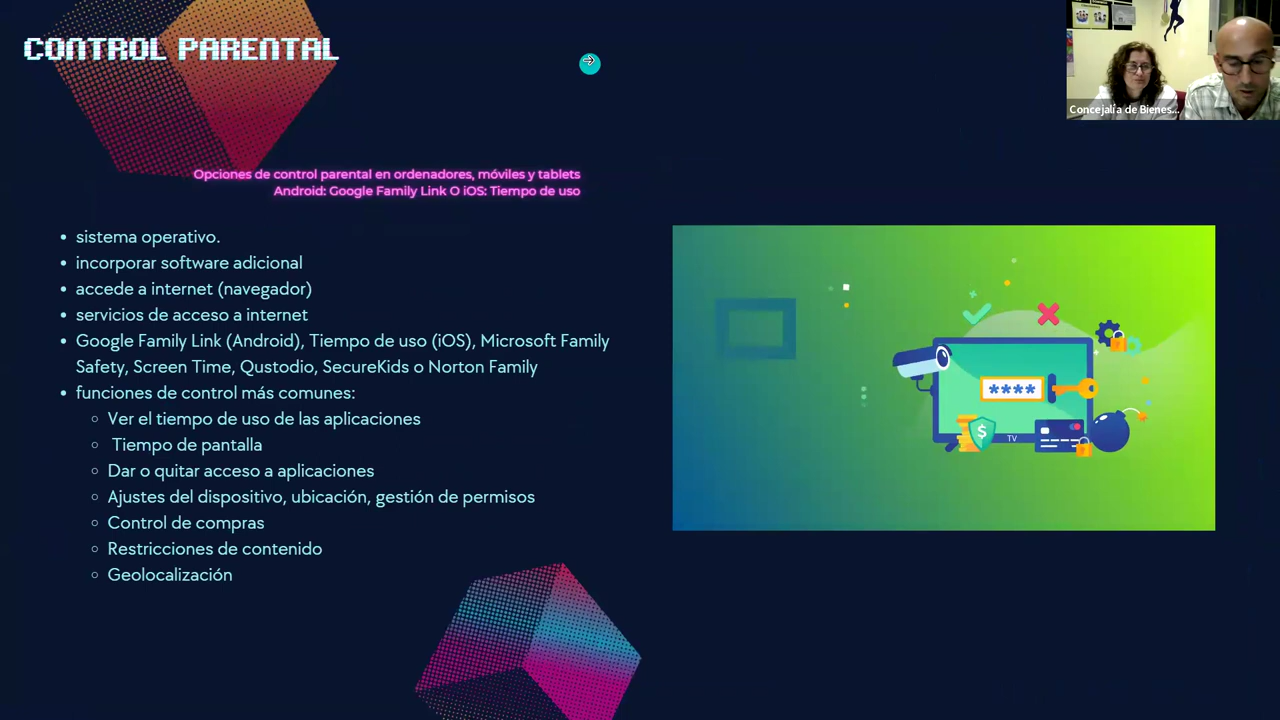 CONTROL PARENTAL
Concejalía de Bienes...
Opciones de control parental en ordenadores, móviles y tablets
Android: Google Family Link O iOS: Tiempo de uso
• sistema operativo.
• incorporar software adicional
• accede a internet (navegador)
• servicios de acceso a internet
• Google Family Link (Android), Tiempo de uso (iOS), Microsoft Family
Safety, Screen Time, Qustodio, SecureKids o Norton Family
• funciones de control más comunes:
○ Ver el tiempo de uso de las aplicaciones
○ Tiempo de pantalla
○ Dar o quitar acceso a aplicaciones
○ Ajustes del dispositivo, ubicación, gestión de permisos
○ Control de compras
○ Restricciones de contenido
○ Geolocalización
****
$
TV